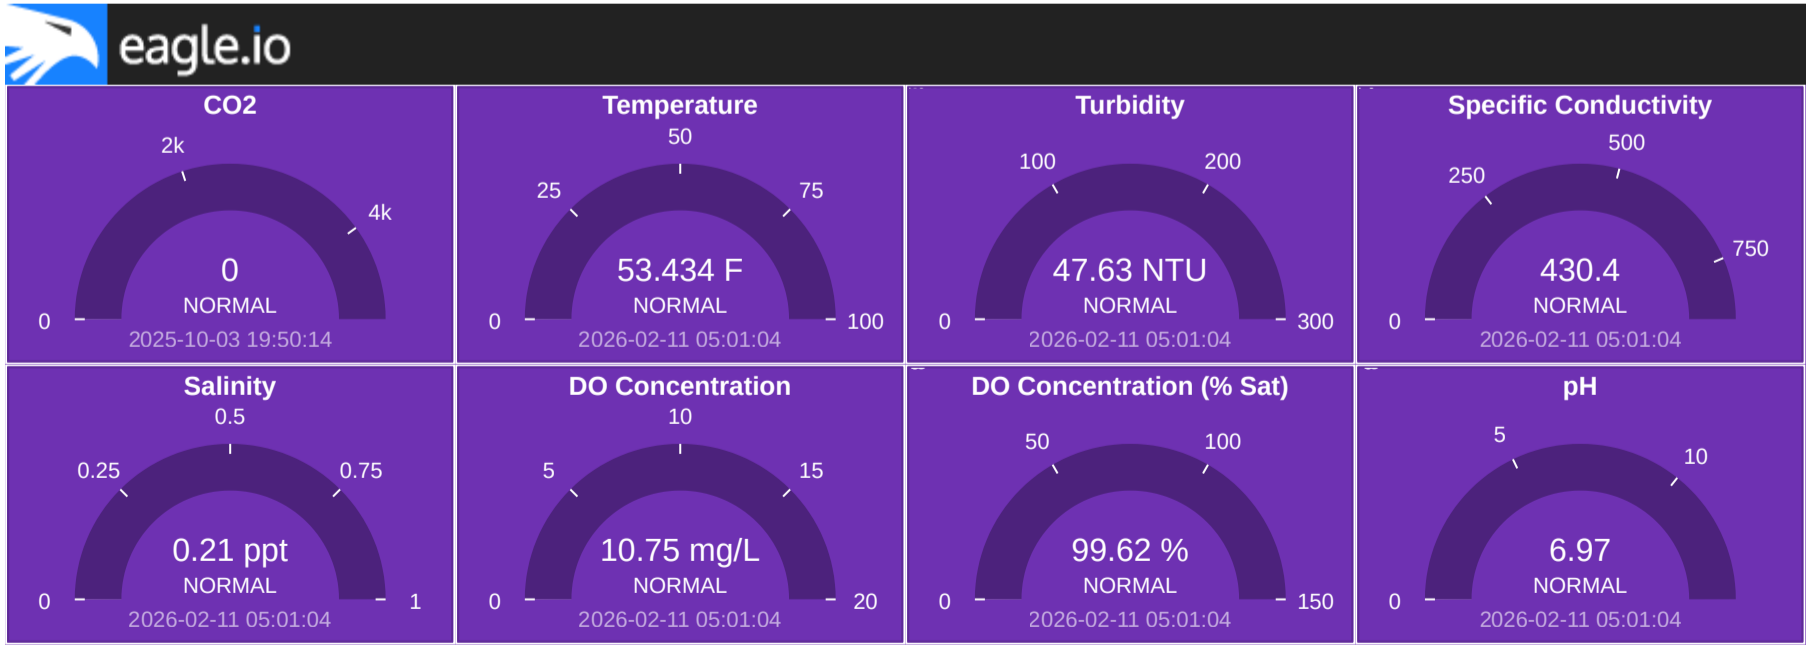 eagle.io
CO2
2k
4k
0
0
NORMAL
2025-10-03 19:50:14
Temperature
50
25
75
53.434 F
NORMAL
0
100
2026-02-11 05:01:04
Turbidity
100
200
47.63 NTU
NORMAL
0
300
2026-02-11 05:01:04
Specific Conductivity
500
250
750
430.4
NORMAL
0
2026-02-11 05:01:04
Salinity
0.5
0.25
0.75
0.21 ppt
NORMAL
0
1
2026-02-11 05:01:04
DO Concentration
10
5
15
10.75 mg/L
NORMAL
0
20
2026-02-11 05:01:04
DO Concentration (% Sat)
50
100
99.62 %
NORMAL
0
150
2026-02-11 05:01:04
pH
5
10
6.97
NORMAL
0
2026-02-11 05:01:04